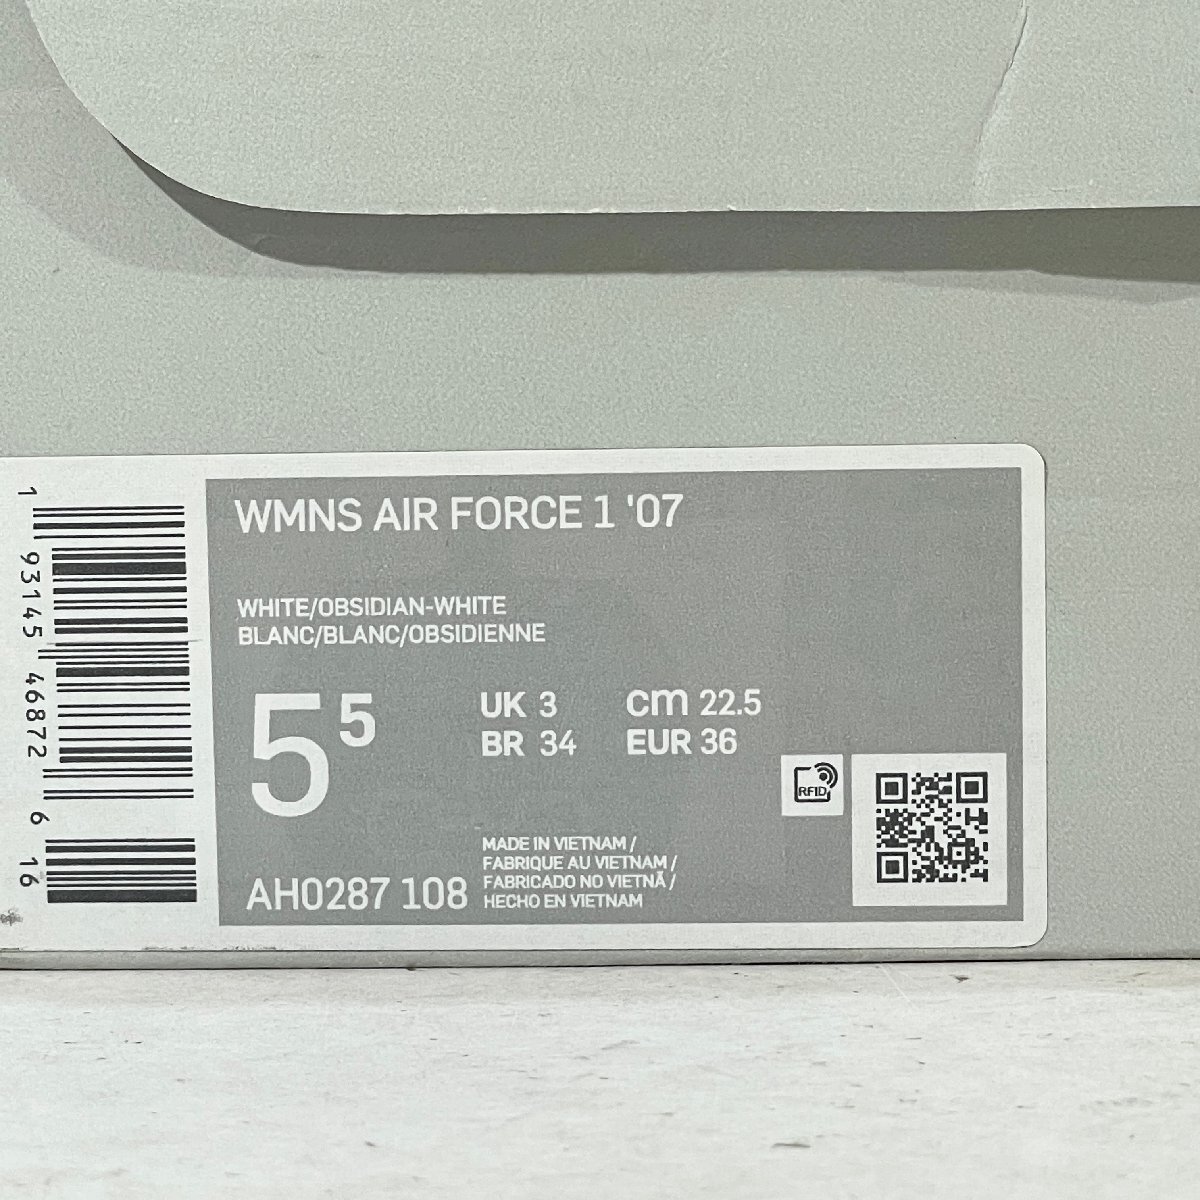 WMNS AIR FORCE 1 '07
WHITE/OBSIDIAN-WHITE
BLANC/BLANC/OBSIDIENNE
5 5
UK 3 cm 22.5
BR 34 EUR 36
RFID
MADE IN VIETNAM /
FABRIQUE AU VIETNAM /
FABRICADO NO VIETNÃ /
HECHO EN VIETNAM
AH0287 108
1 93145 46872 6 16